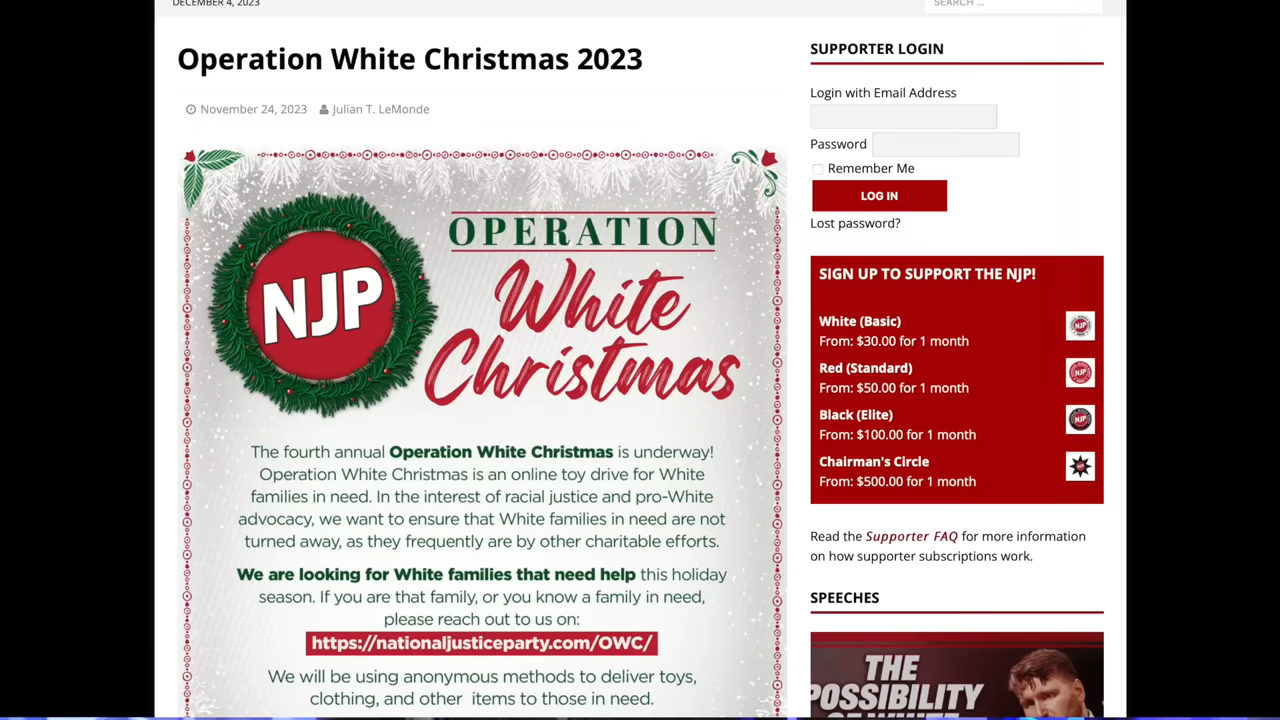 DECEMBER 4, 2023
SEARCH ...
Operation White Christmas 2023
November 24, 2023 Julian T. LeMonde
NJP
OPERATION
White
Christmas
The fourth annual Operation White Christmas is underway!
Operation White Christmas is an online toy drive for White
families in need. In the interest of racial justice and pro-White
advocacy, we want to ensure that White families in need are not
turned away, as they frequently are by other charitable efforts.
We are looking for White families that need help this holiday
season. If you are that family, or you know a family in need,
please reach out to us on:
https://nationaljusticeparty.com/OWC/
We will be using anonymous methods to deliver toys,
clothing, and other items to those in need.
SUPPORTER LOGIN
Login with Email Address
Password
Remember Me
LOG IN
Lost password?
SIGN UP TO SUPPORT THE NJP!
White (Basic)
From: $30.00 for 1 month
NJP
Red (Standard)
From: $50.00 for 1 month
NJP
Black (Elite)
From: $100.00 for 1 month
NJP
Chairman's Circle
From: $500.00 for 1 month
NJP
Read the Supporter FAQ for more information
on how supporter subscriptions work.
SPEECHES
THE
POSSIBILITY
OF WHITE